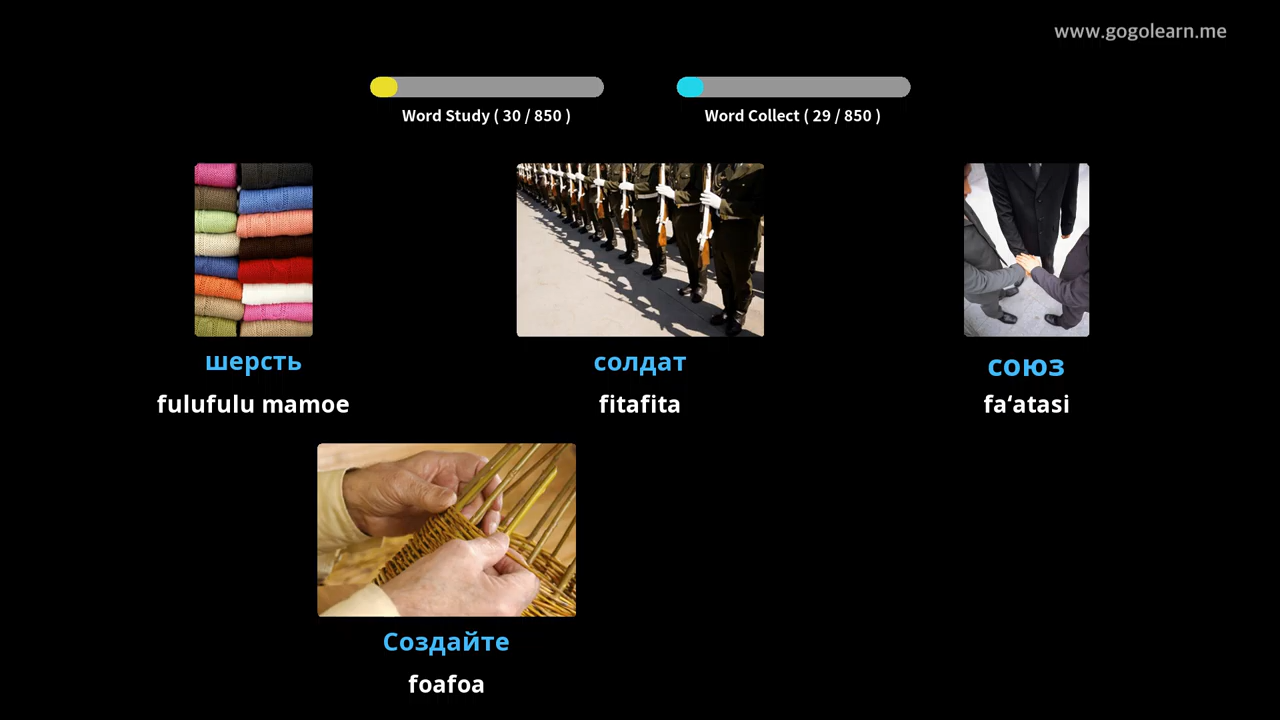 www.gogolearn.me
Word Study ( 30 / 850 )
Word Collect ( 29 / 850 )
шерсть
солдат
союз
fulufulu mamoe
fitafita
fa‘atasi
Создайте
foafoa